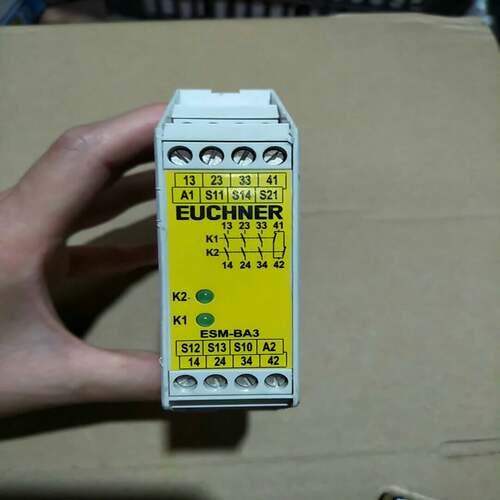 13 23 33 41
A1 S11 S14 S21
EUCHNER
13 23 33 41
K1
K2
14 24 34 42
K2
K1
ESM-BA3
S12 S13 S10 A2
14 24 34 42